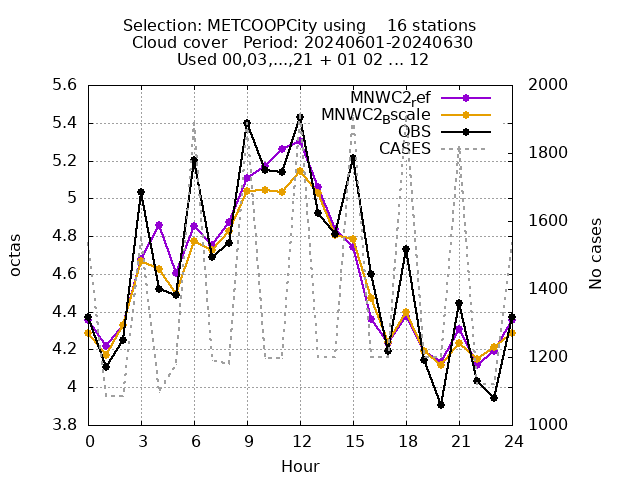 Selection: METCOOPCity using 16 stations
Cloud cover Period: 20240601-20240630
Used 00,03,...,21 + 01 02 ... 12
5.6
5.4
5.2
5
4.8
4.6
4.4
4.2
4
3.8
octas
MNWC2ref
MNWC2Bscale
OBS
CASES
2000
1800
1600
1400
1200
1000
No cases
0 3 6 9 12 15 18 21 24
Hour